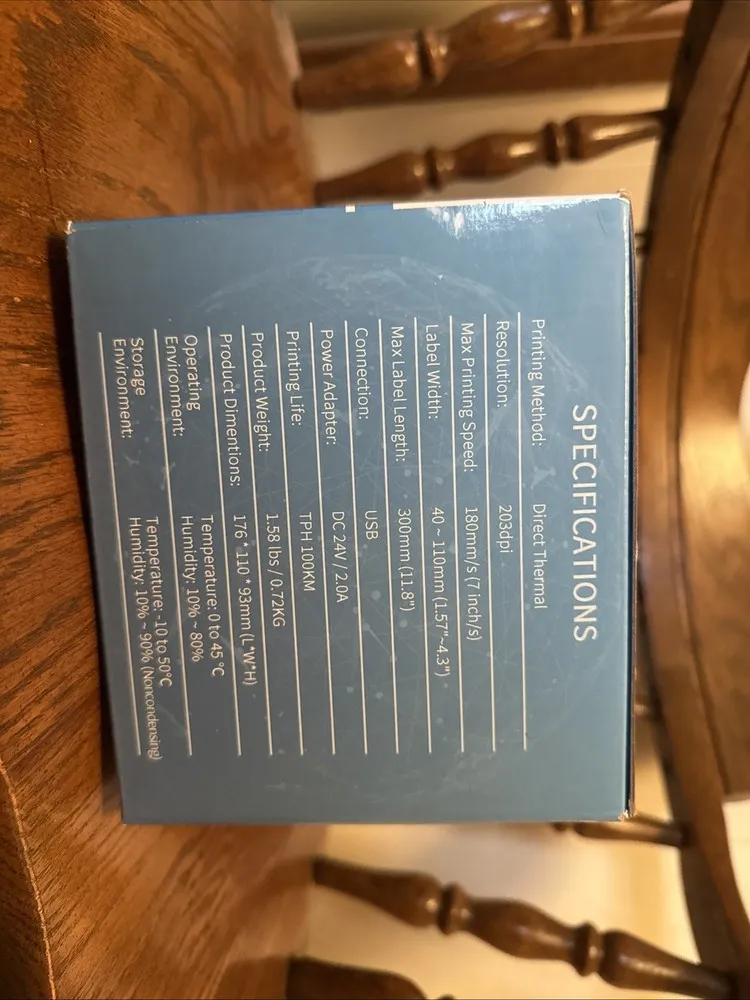 SPECIFICATIONS
Printing Method: Direct Thermal
Resolution: 203dpi
Max Printing Speed: 180mm/s (7 inch/s)
Label Width: 40 ~ 110mm (1.57"~4.3")
Max Label Length: 300mm (11.8")
Connection: USB
Power Adapter: DC 24V / 2.0A
Printing Life: TPH 100KM
Product Weight: 1.58 lbs / 0.72KG
Product Dimentions: 176 * 110 * 93mm (L*W*H)
Operating Environment: Temperature: 0 to 45 °C
Humidity: 10% ~ 80%
Storage Environment: Temperature: -10 to 50°C
Humidity: 10% ~ 90% (Noncondensing)